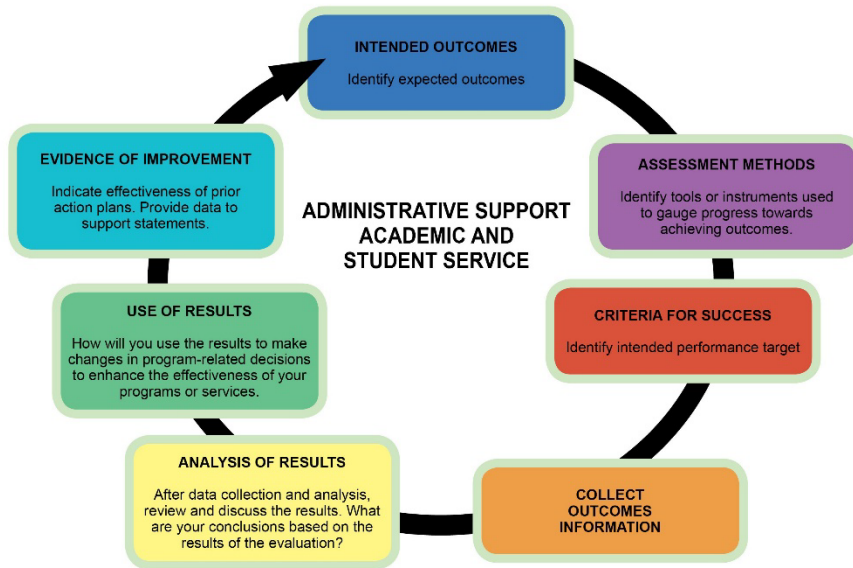 INTENDED OUTCOMES
Identify expected outcomes
ASSESSMENT METHODS
Identify tools or instruments used
to gauge progress towards
achieving outcomes.
CRITERIA FOR SUCCESS
Identify intended performance target
COLLECT
OUTCOMES
INFORMATION
ANALYSIS OF RESULTS
After data collection and analysis,
review and discuss the results. What
are your conclusions based on the
results of the evaluation?
USE OF RESULTS
How will you use the results to make
changes in program-related decisions
to enhance the effectiveness of your
programs or services.
EVIDENCE OF IMPROVEMENT
Indicate effectiveness of prior
action plans. Provide data to
support statements.
ADMINISTRATIVE SUPPORT
ACADEMIC AND
STUDENT SERVICE